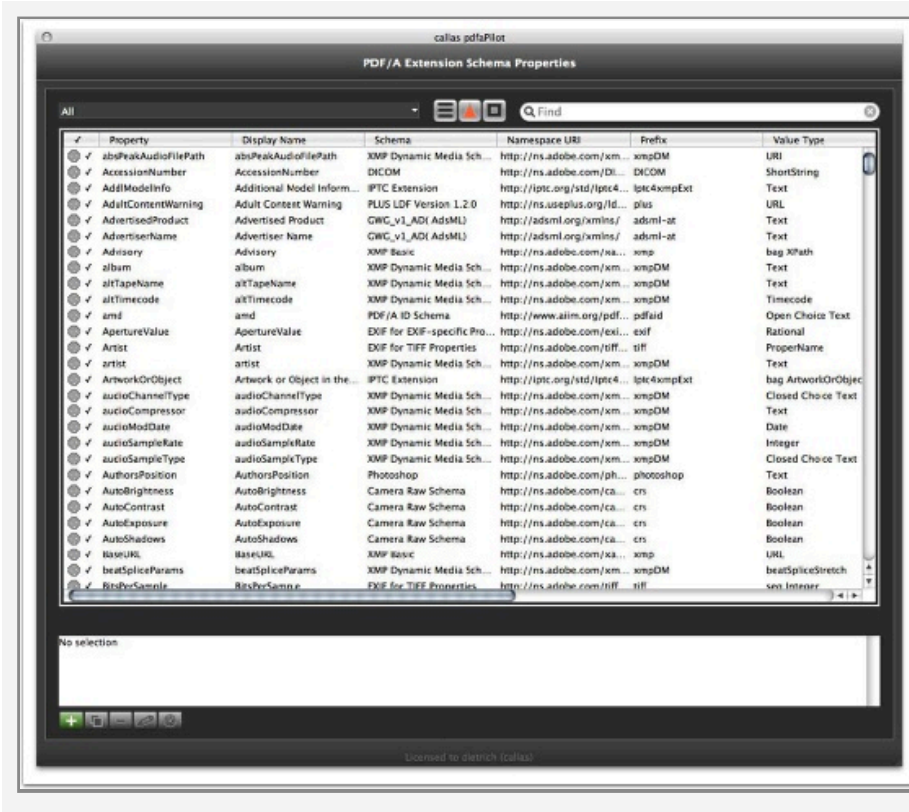 callas pdfaPilot
PDF/A Extension Schema Properties
All
Find
✓ Property Display Name Schema Namespace URI Prefix Value Type
✓ absPeakAudioFilePath absPeakAudioFilePath XMP Dynamic Media Sch... http://ns.adobe.com/xm... xmpDM URI
✓ AccessionNumber AccessionNumber DICOM http://ns.adobe.com/DI... DICOM ShortString
✓ AddlModelInfo Additional Model Inform... IPTC Extension http://iptc.org/std/Iptc4... Iptc4xmpExt Text
✓ AdultContentWarning Adult Content Warning PLUS LDF Version 1.2.0 http://ns.useplus.org/ld... plus URL
✓ AdvertisedProduct Advertised Product GWG_v1_AD( AdsML) http://adsml.org/xmlns/ adsml-at Text
✓ AdvertiserName Advertiser Name GWG_v1_AD( AdsML) http://adsml.org/xmlns/ adsml-at Text
✓ Advisory Advisory XMP Basic http://ns.adobe.com/xa... xmp bag XPath
✓ album album XMP Dynamic Media Sch... http://ns.adobe.com/xm... xmpDM Text
✓ altTapeName altTapeName XMP Dynamic Media Sch... http://ns.adobe.com/xm... xmpDM Text
✓ altTimecode altTimecode XMP Dynamic Media Sch... http://ns.adobe.com/xm... xmpDM Timecode
✓ amd amd PDF/A ID Schema http://www.aiim.org/pdf... pdfaid Open Choice Text
✓ ApertureValue ApertureValue EXIF for EXIF-specific Pro... http://ns.adobe.com/exi... exif Rational
✓ Artist Artist EXIF for TIFF Properties http://ns.adobe.com/tiff... tiff ProperName
✓ artist artist XMP Dynamic Media Sch... http://ns.adobe.com/xm... xmpDM Text
✓ ArtworkOrObject Artwork or Object in the... IPTC Extension http://iptc.org/std/Iptc4... Iptc4xmpExt bag ArtworkOrObjec
✓ audioChannelType audioChannelType XMP Dynamic Media Sch... http://ns.adobe.com/xm... xmpDM Closed Choice Text
✓ audioCompressor audioCompressor XMP Dynamic Media Sch... http://ns.adobe.com/xm... xmpDM Text
✓ audioModDate audioModDate XMP Dynamic Media Sch... http://ns.adobe.com/xm... xmpDM Date
✓ audioSampleRate audioSampleRate XMP Dynamic Media Sch... http://ns.adobe.com/xm... xmpDM Integer
✓ audioSampleType audioSampleType XMP Dynamic Media Sch... http://ns.adobe.com/xm... xmpDM Closed Choice Text
✓ AuthorsPosition AuthorsPosition Photoshop http://ns.adobe.com/ph... photoshop Text
✓ AutoBrightness AutoBrightness Camera Raw Schema http://ns.adobe.com/ca... crs Boolean
✓ AutoContrast AutoContrast Camera Raw Schema http://ns.adobe.com/ca... crs Boolean
✓ AutoExposure AutoExposure Camera Raw Schema http://ns.adobe.com/ca... crs Boolean
✓ AutoShadows AutoShadows Camera Raw Schema http://ns.adobe.com/ca... crs Boolean
✓ BaseURL BaseURL XMP Basic http://ns.adobe.com/xa... xmp URL
✓ beatSpliceParams beatSpliceParams XMP Dynamic Media Sch... http://ns.adobe.com/xm... xmpDM beatSpliceStretch
✓ BitsPerSample BitsPerSample EXIF for TIFF Properties http://ns.adobe.com/tiff... tiff seq Integer
No selection
Licensed to dietrich (callas)